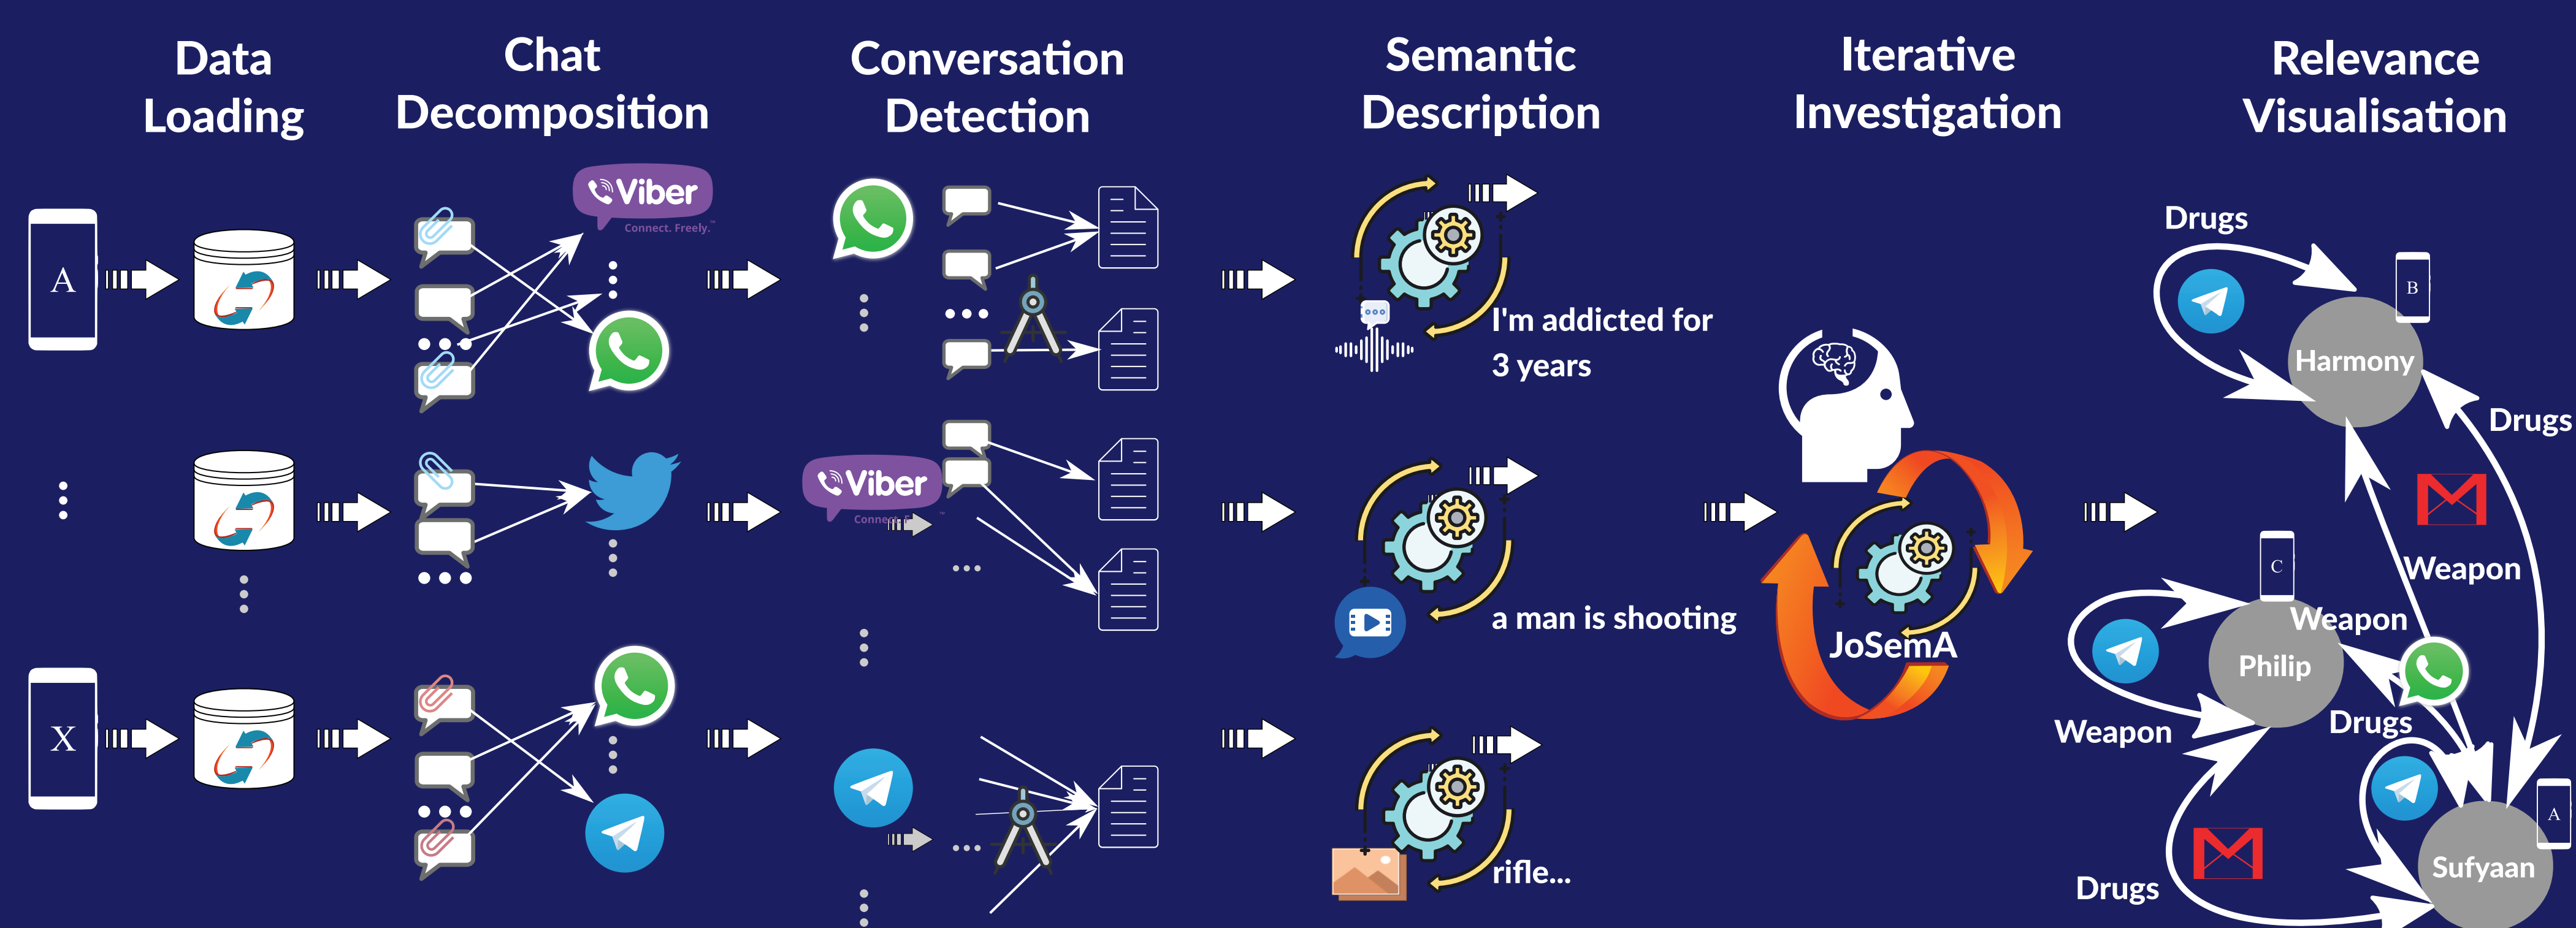 Data
Loading
Chat
Decomposition
Conversation
Detection
Semantic
Description
Iterative
Investigation
Relevance
Visualisation
A
X
Viber
Connect. Freely.
Viber
Connect. F
I'm addicted for
3 years
a man is shooting
rifle...
JoSemA
Drugs
B
Harmony
Drugs
Weapon
C
Weapon
Philip
Weapon
Drugs
A
Sufyaan
Drugs